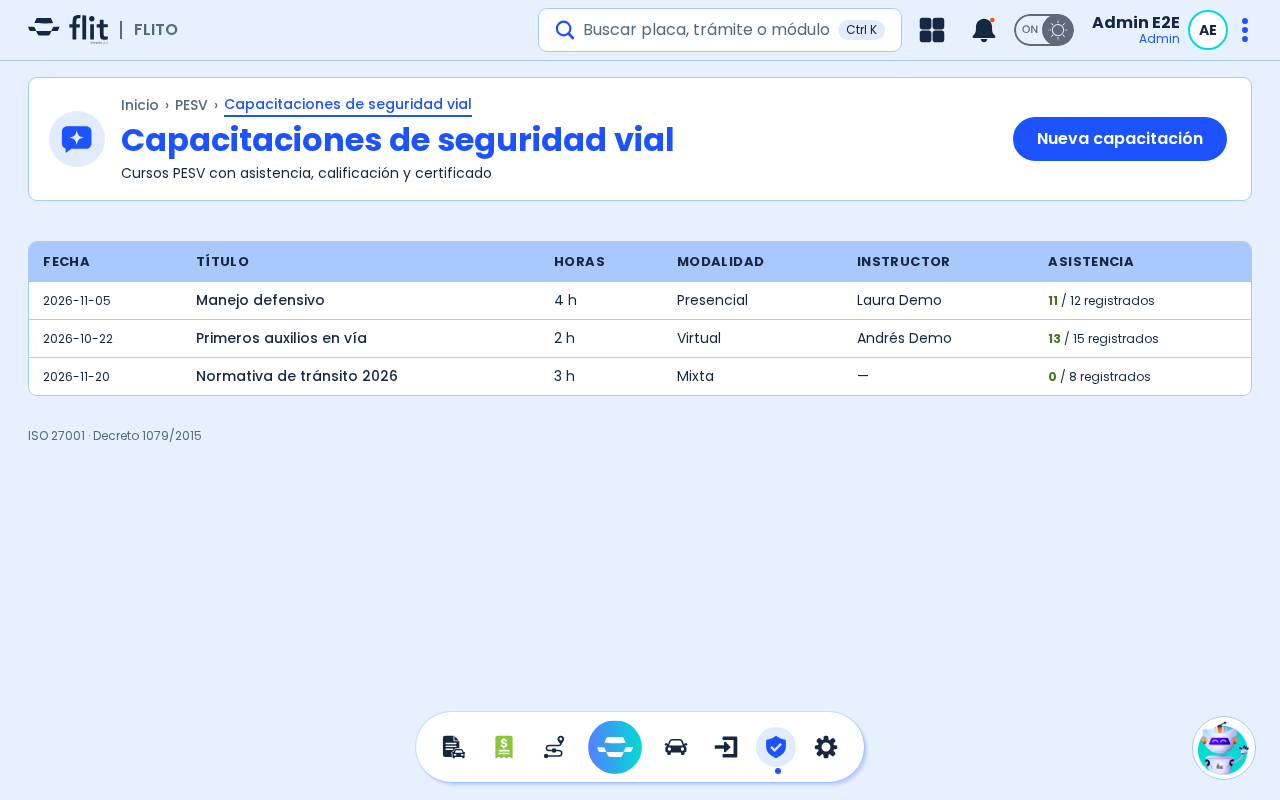 flit FLITO
Buscar placa, trámite o módulo Ctrl K
ON
Admin E2E
Admin
AE
Inicio › PESV › Capacitaciones de seguridad vial
Capacitaciones de seguridad vial
Cursos PESV con asistencia, calificación y certificado
Nueva capacitación
FECHA TÍTULO HORAS MODALIDAD INSTRUCTOR ASISTENCIA
2026-11-05 Manejo defensivo 4 h Presencial Laura Demo 11 / 12 registrados
2026-10-22 Primeros auxilios en vía 2 h Virtual Andrés Demo 13 / 15 registrados
2026-11-20 Normativa de tránsito 2026 3 h Mixta — 0 / 8 registrados
ISO 27001 · Decreto 1079/2015